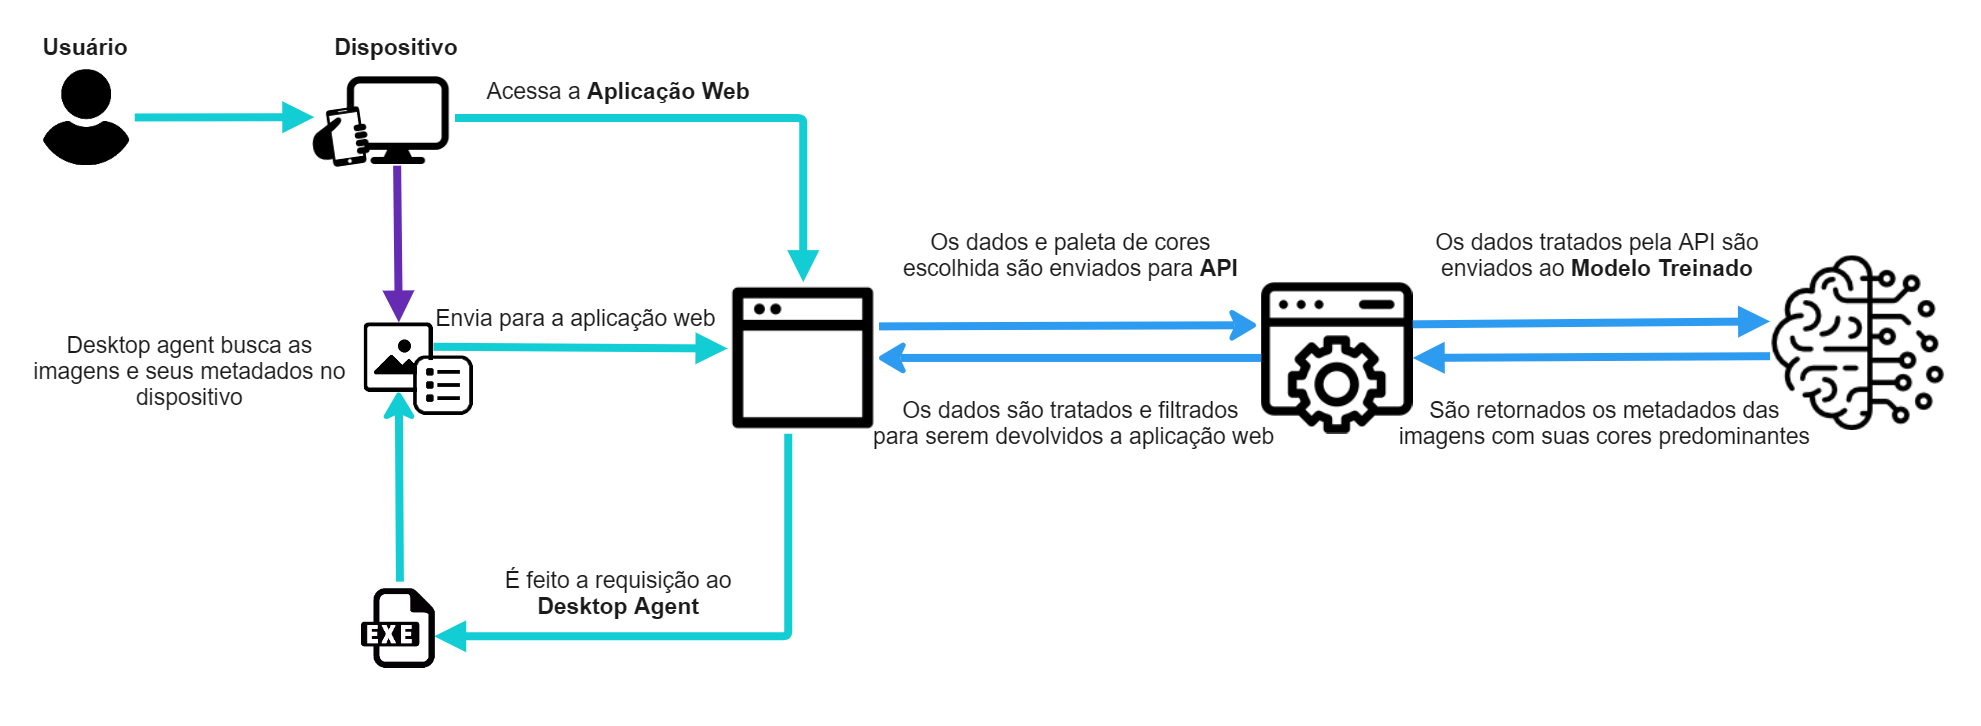 Usuário
Dispositivo
Acessa a Aplicação Web
Os dados e paleta de cores
escolhida são enviados para API
Os dados tratados pela API são
enviados ao Modelo Treinado
Envia para a aplicação web
Desktop agent busca as
imagens e seus metadados no
dispositivo
Os dados são tratados e filtrados
para serem devolvidos a aplicação web
São retornados os metadados das
imagens com suas cores predominantes
É feito a requisição ao
Desktop Agent
EXE